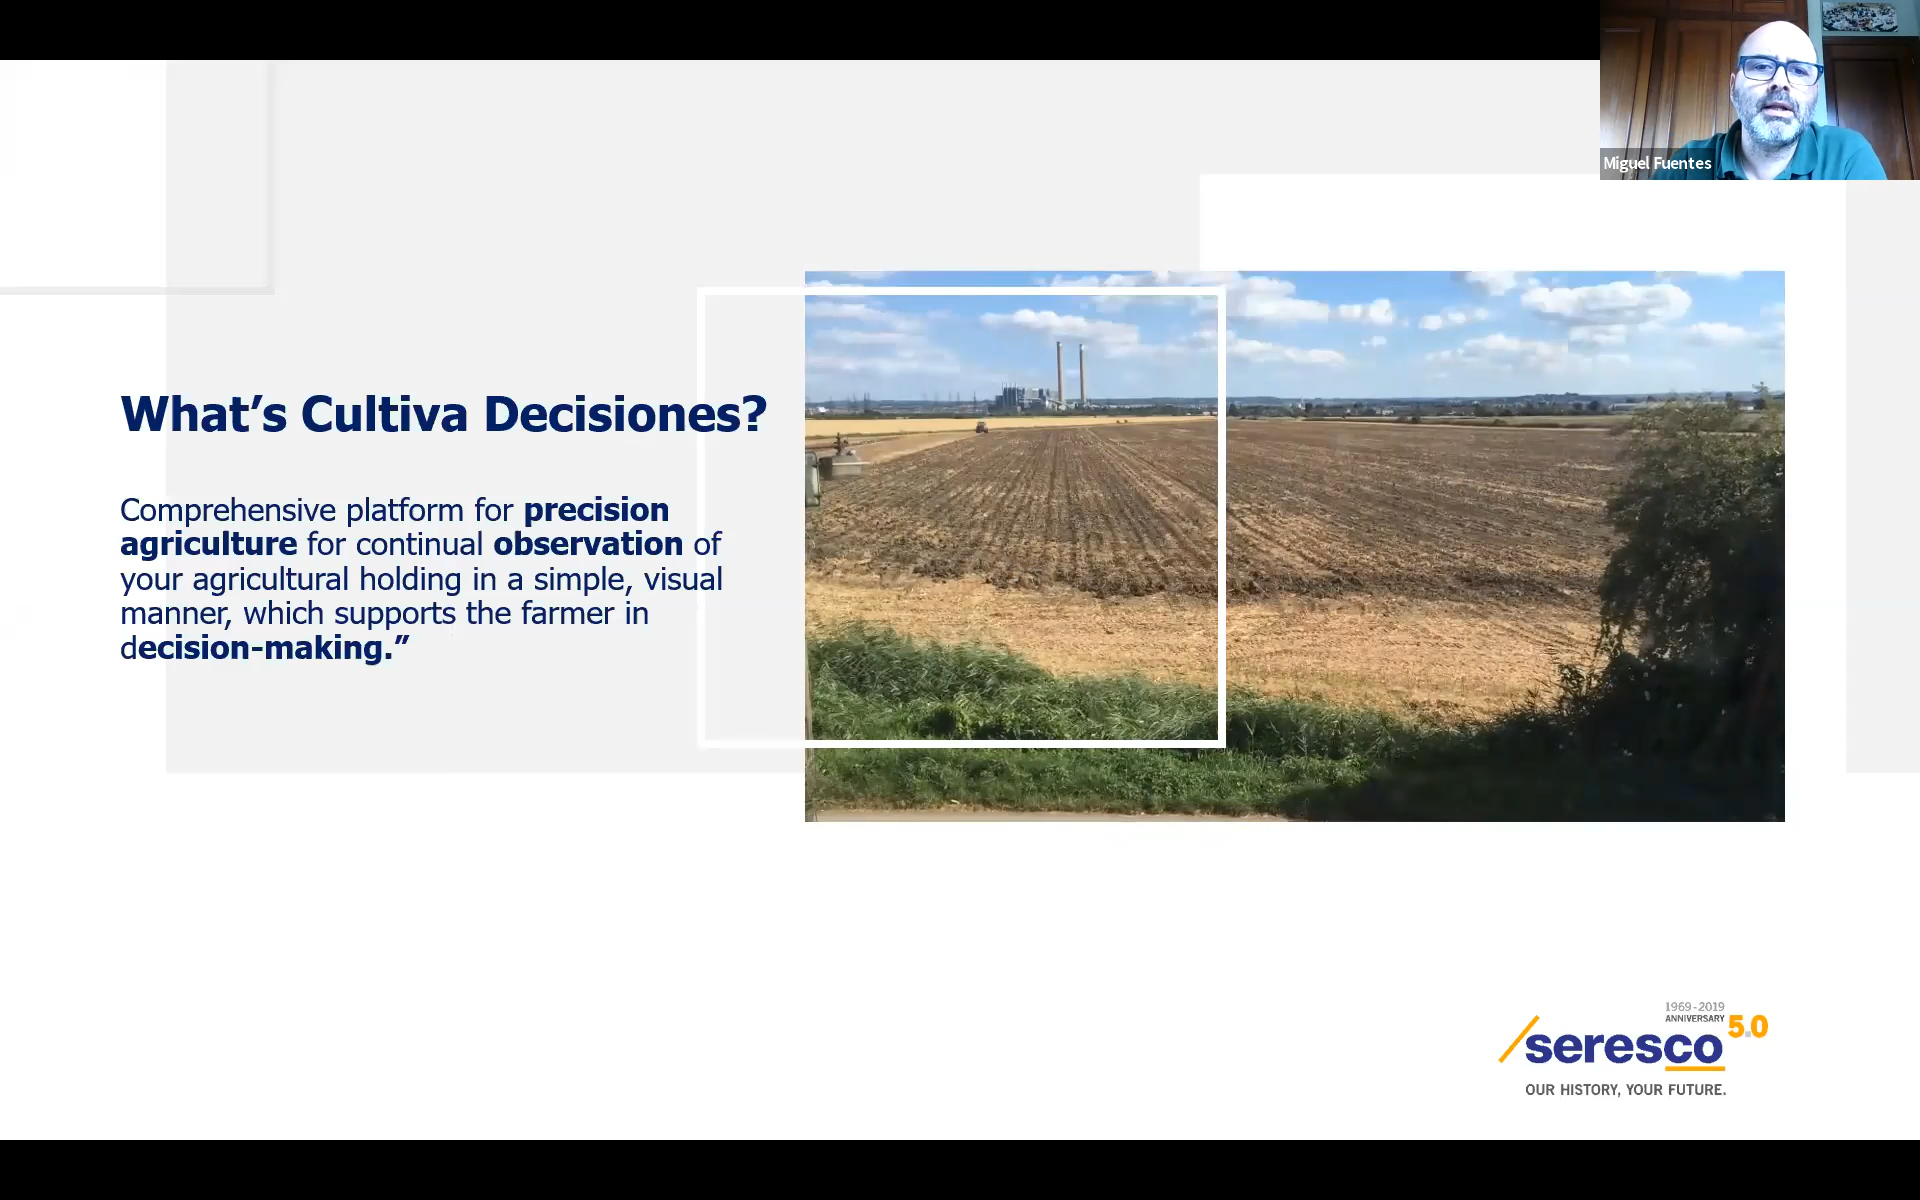 Miguel Fuentes
What’s Cultiva Decisiones?
Comprehensive platform for precision
agriculture for continual observation of
your agricultural holding in a simple, visual
manner, which supports the farmer in
decision-making.”
1969-2019
ANNIVERSARY 5.0
seresco
OUR HISTORY, YOUR FUTURE.